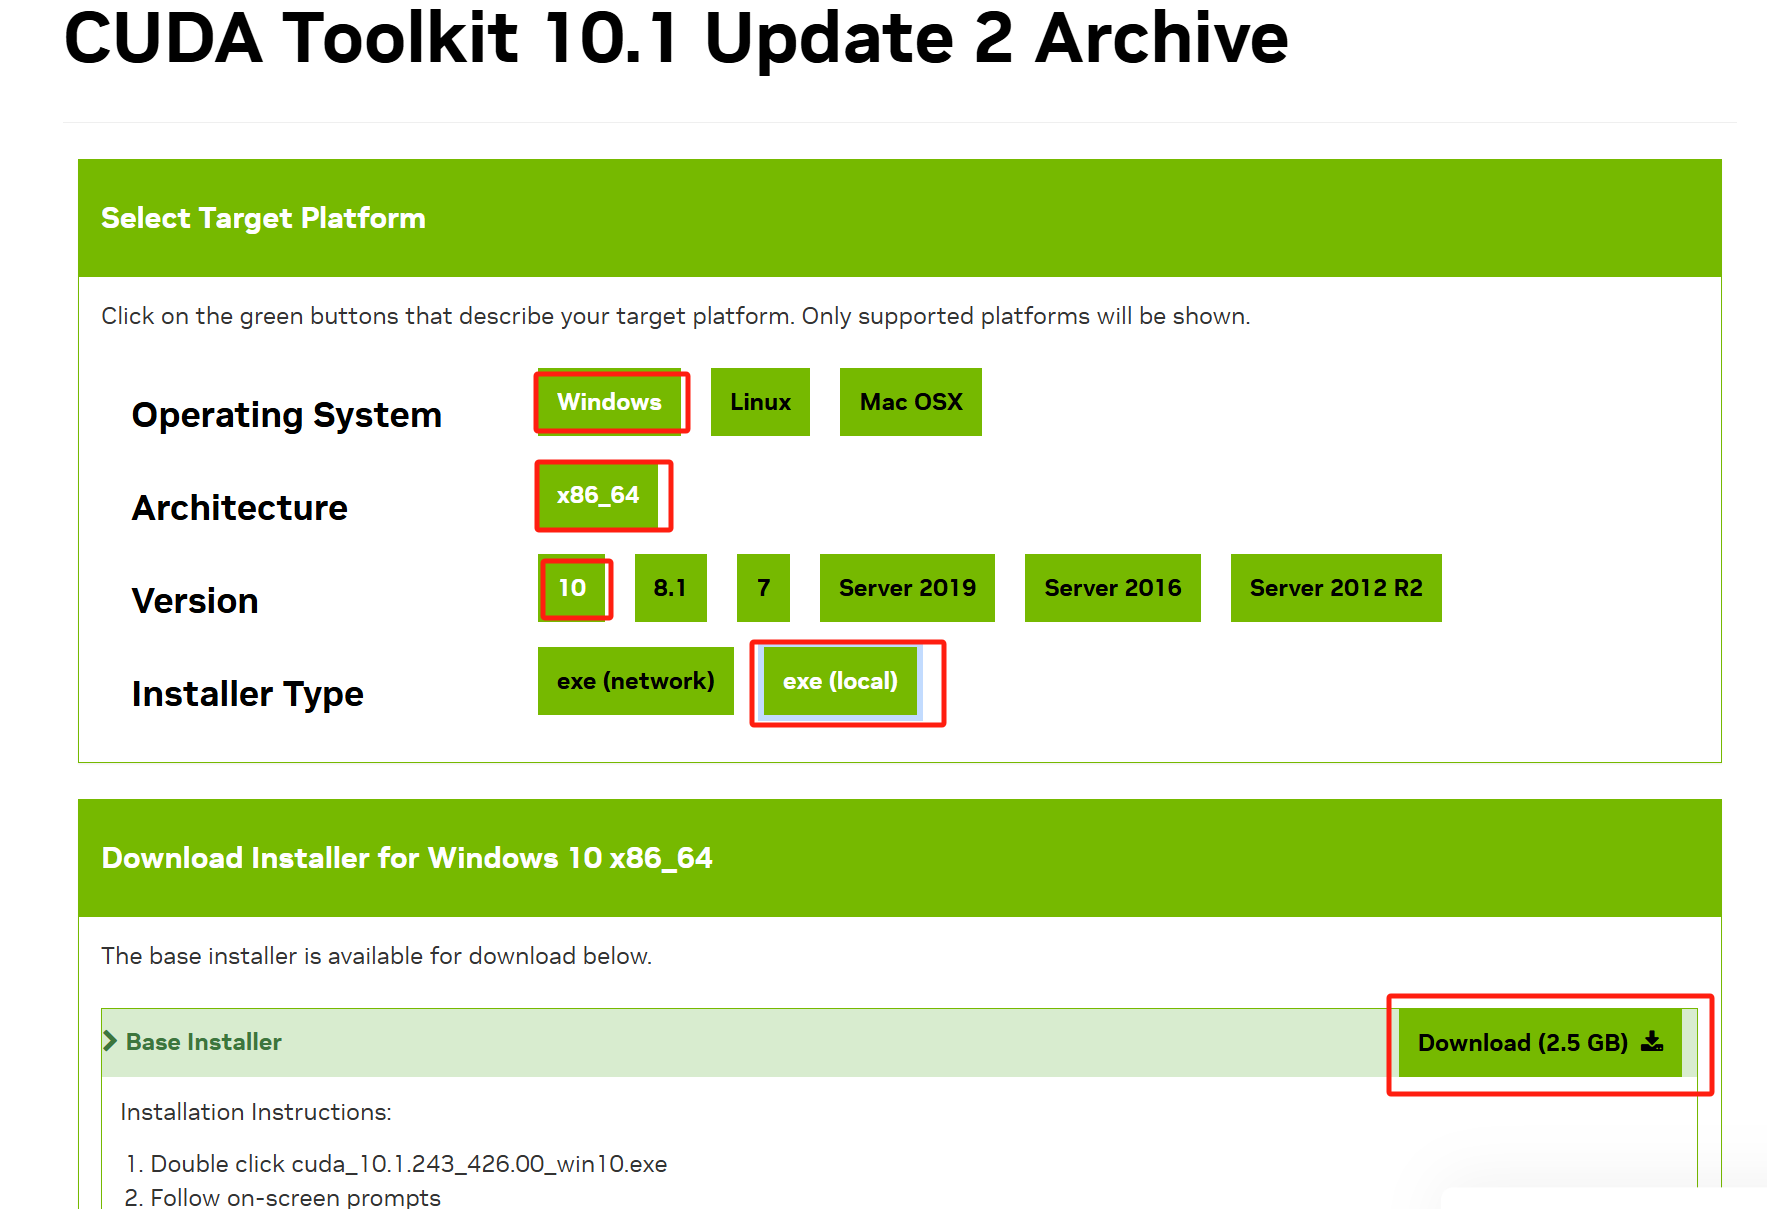 CUDA Toolkit 10.1 Update 2 Archive
Select Target Platform
Click on the green buttons that describe your target platform. Only supported platforms will be shown.
Operating System Windows Linux Mac OSX
Architecture x86_64
Version 10 8.1 7 Server 2019 Server 2016 Server 2012 R2
Installer Type exe (network) exe (local)
Download Installer for Windows 10 x86_64
The base installer is available for download below.
Base Installer Download (2.5 GB)
Installation Instructions:
1. Double click cuda_10.1.243_426.00_win10.exe
2. Follow on-screen prompts